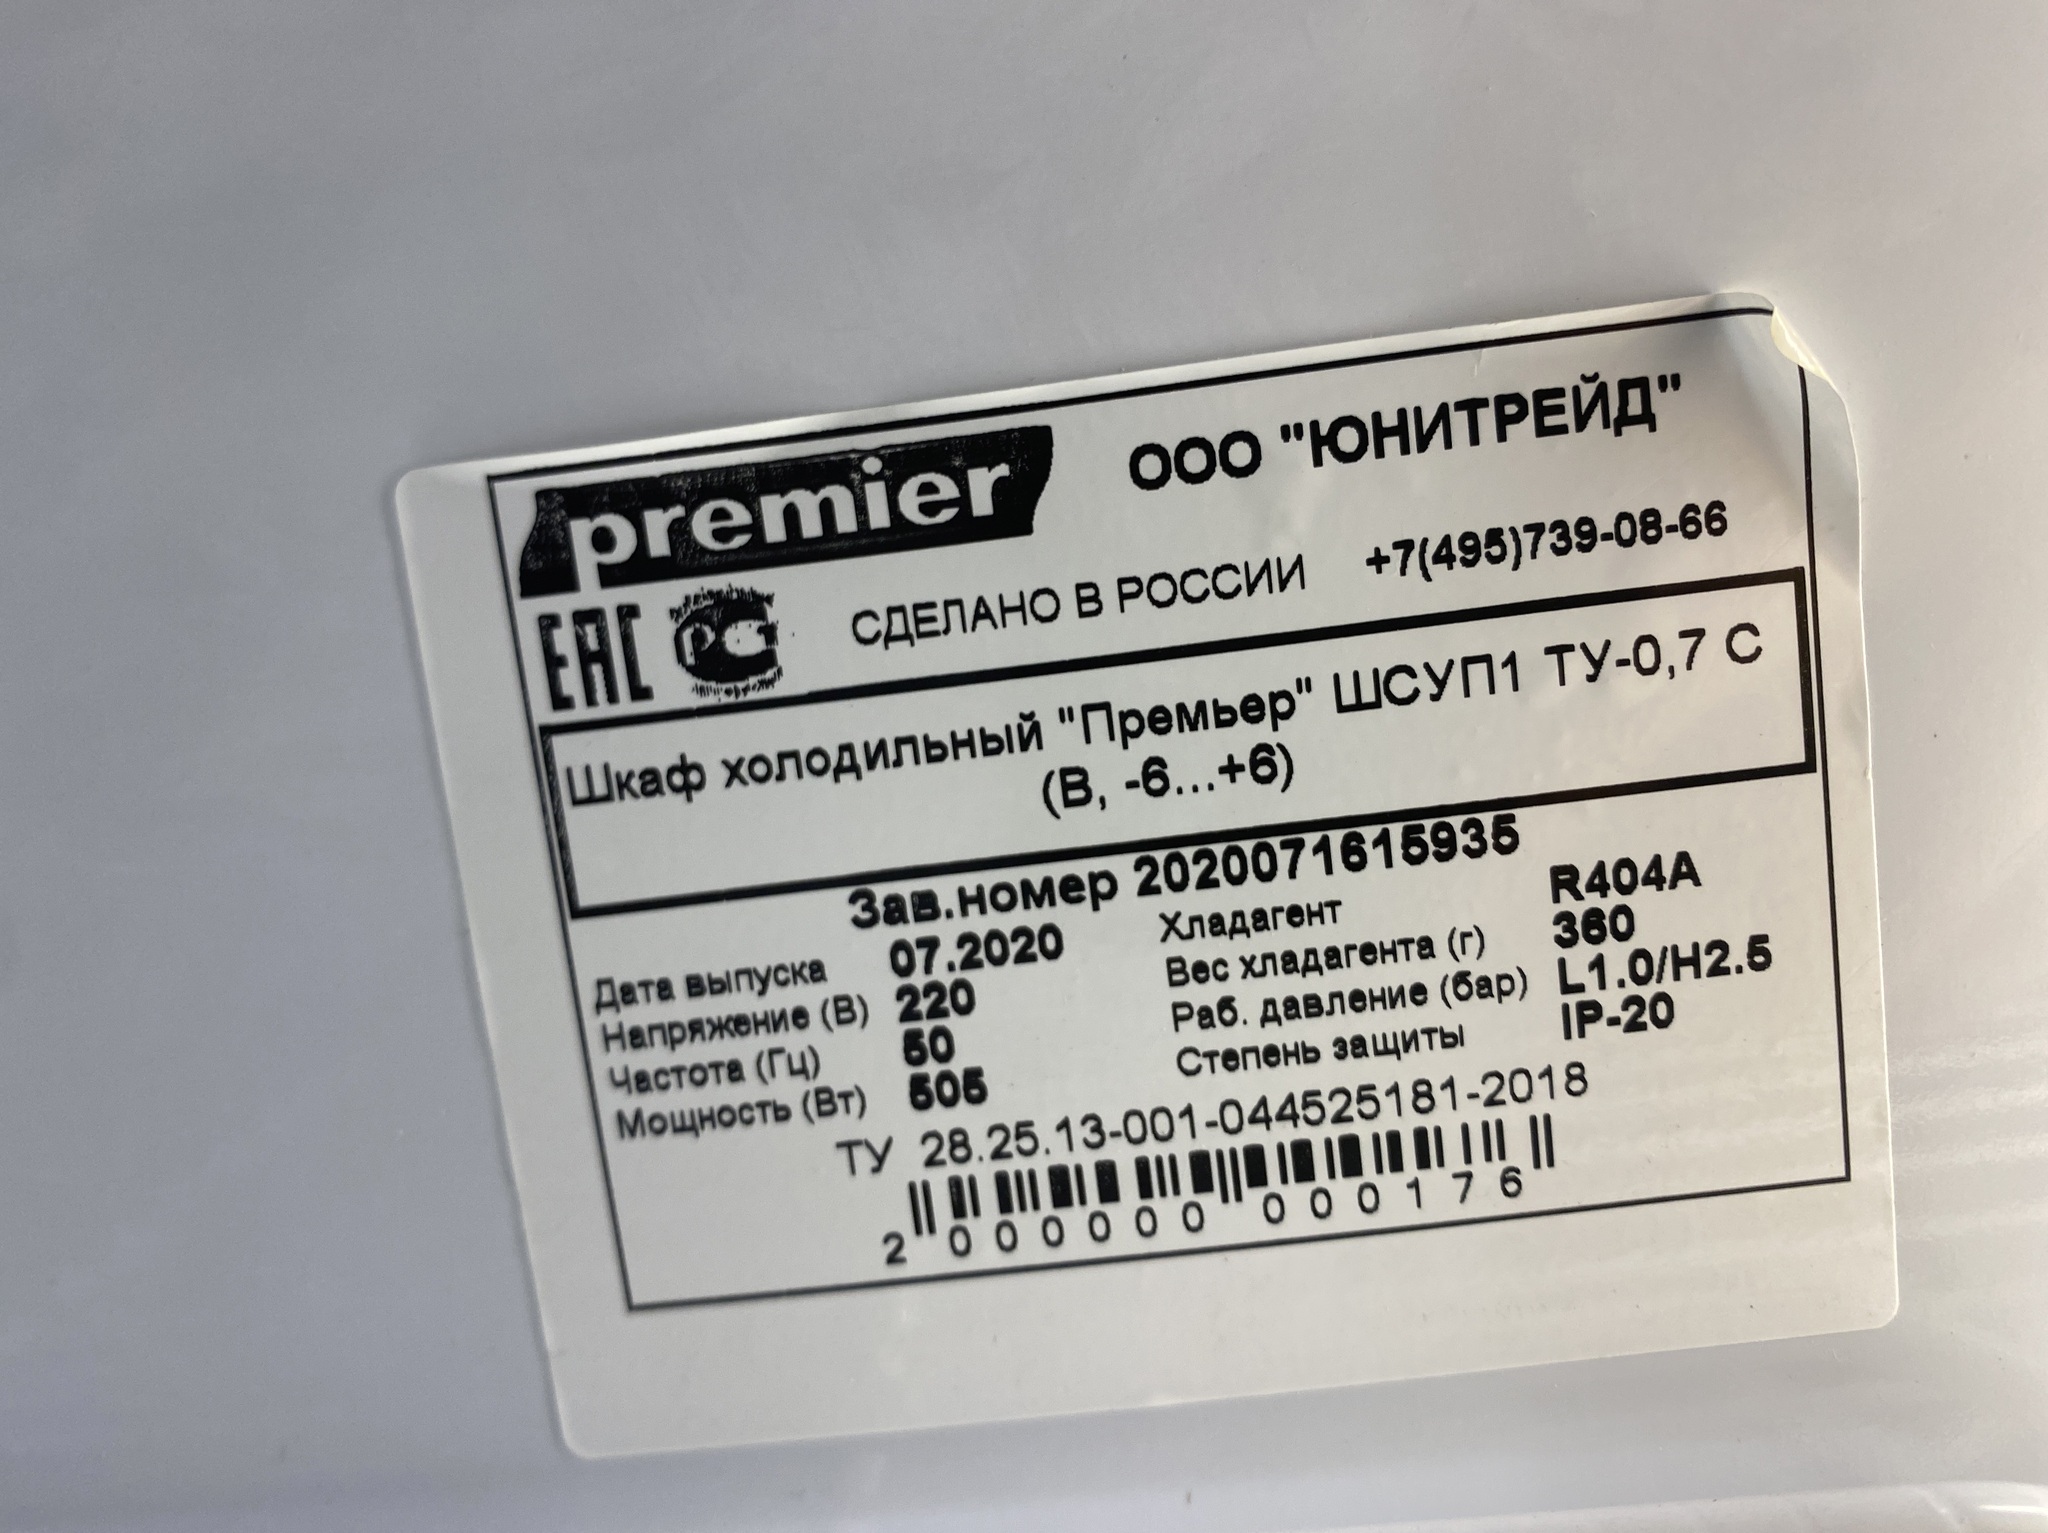 premier ООО "ЮНИТРЕЙД"
ЕАС РСТ СДЕЛАНО В РОССИИ +7(495)739-08-66
Шкаф холодильный "Премьер" ШСУП1 ТУ-0,7 С
(В, -6...+6)
Зав.номер 2020071615935
Дата выпуска 07.2020 Хладагент R404A
Напряжение (В) 220 Вес хладагента (г) 360
Частота (Гц) 50 Раб. давление (бар) L1.0/H2.5
Мощность (Вт) 505 Степень защиты IP-20
ТУ 28.25.13-001-044525181-2018
2 000000 000176